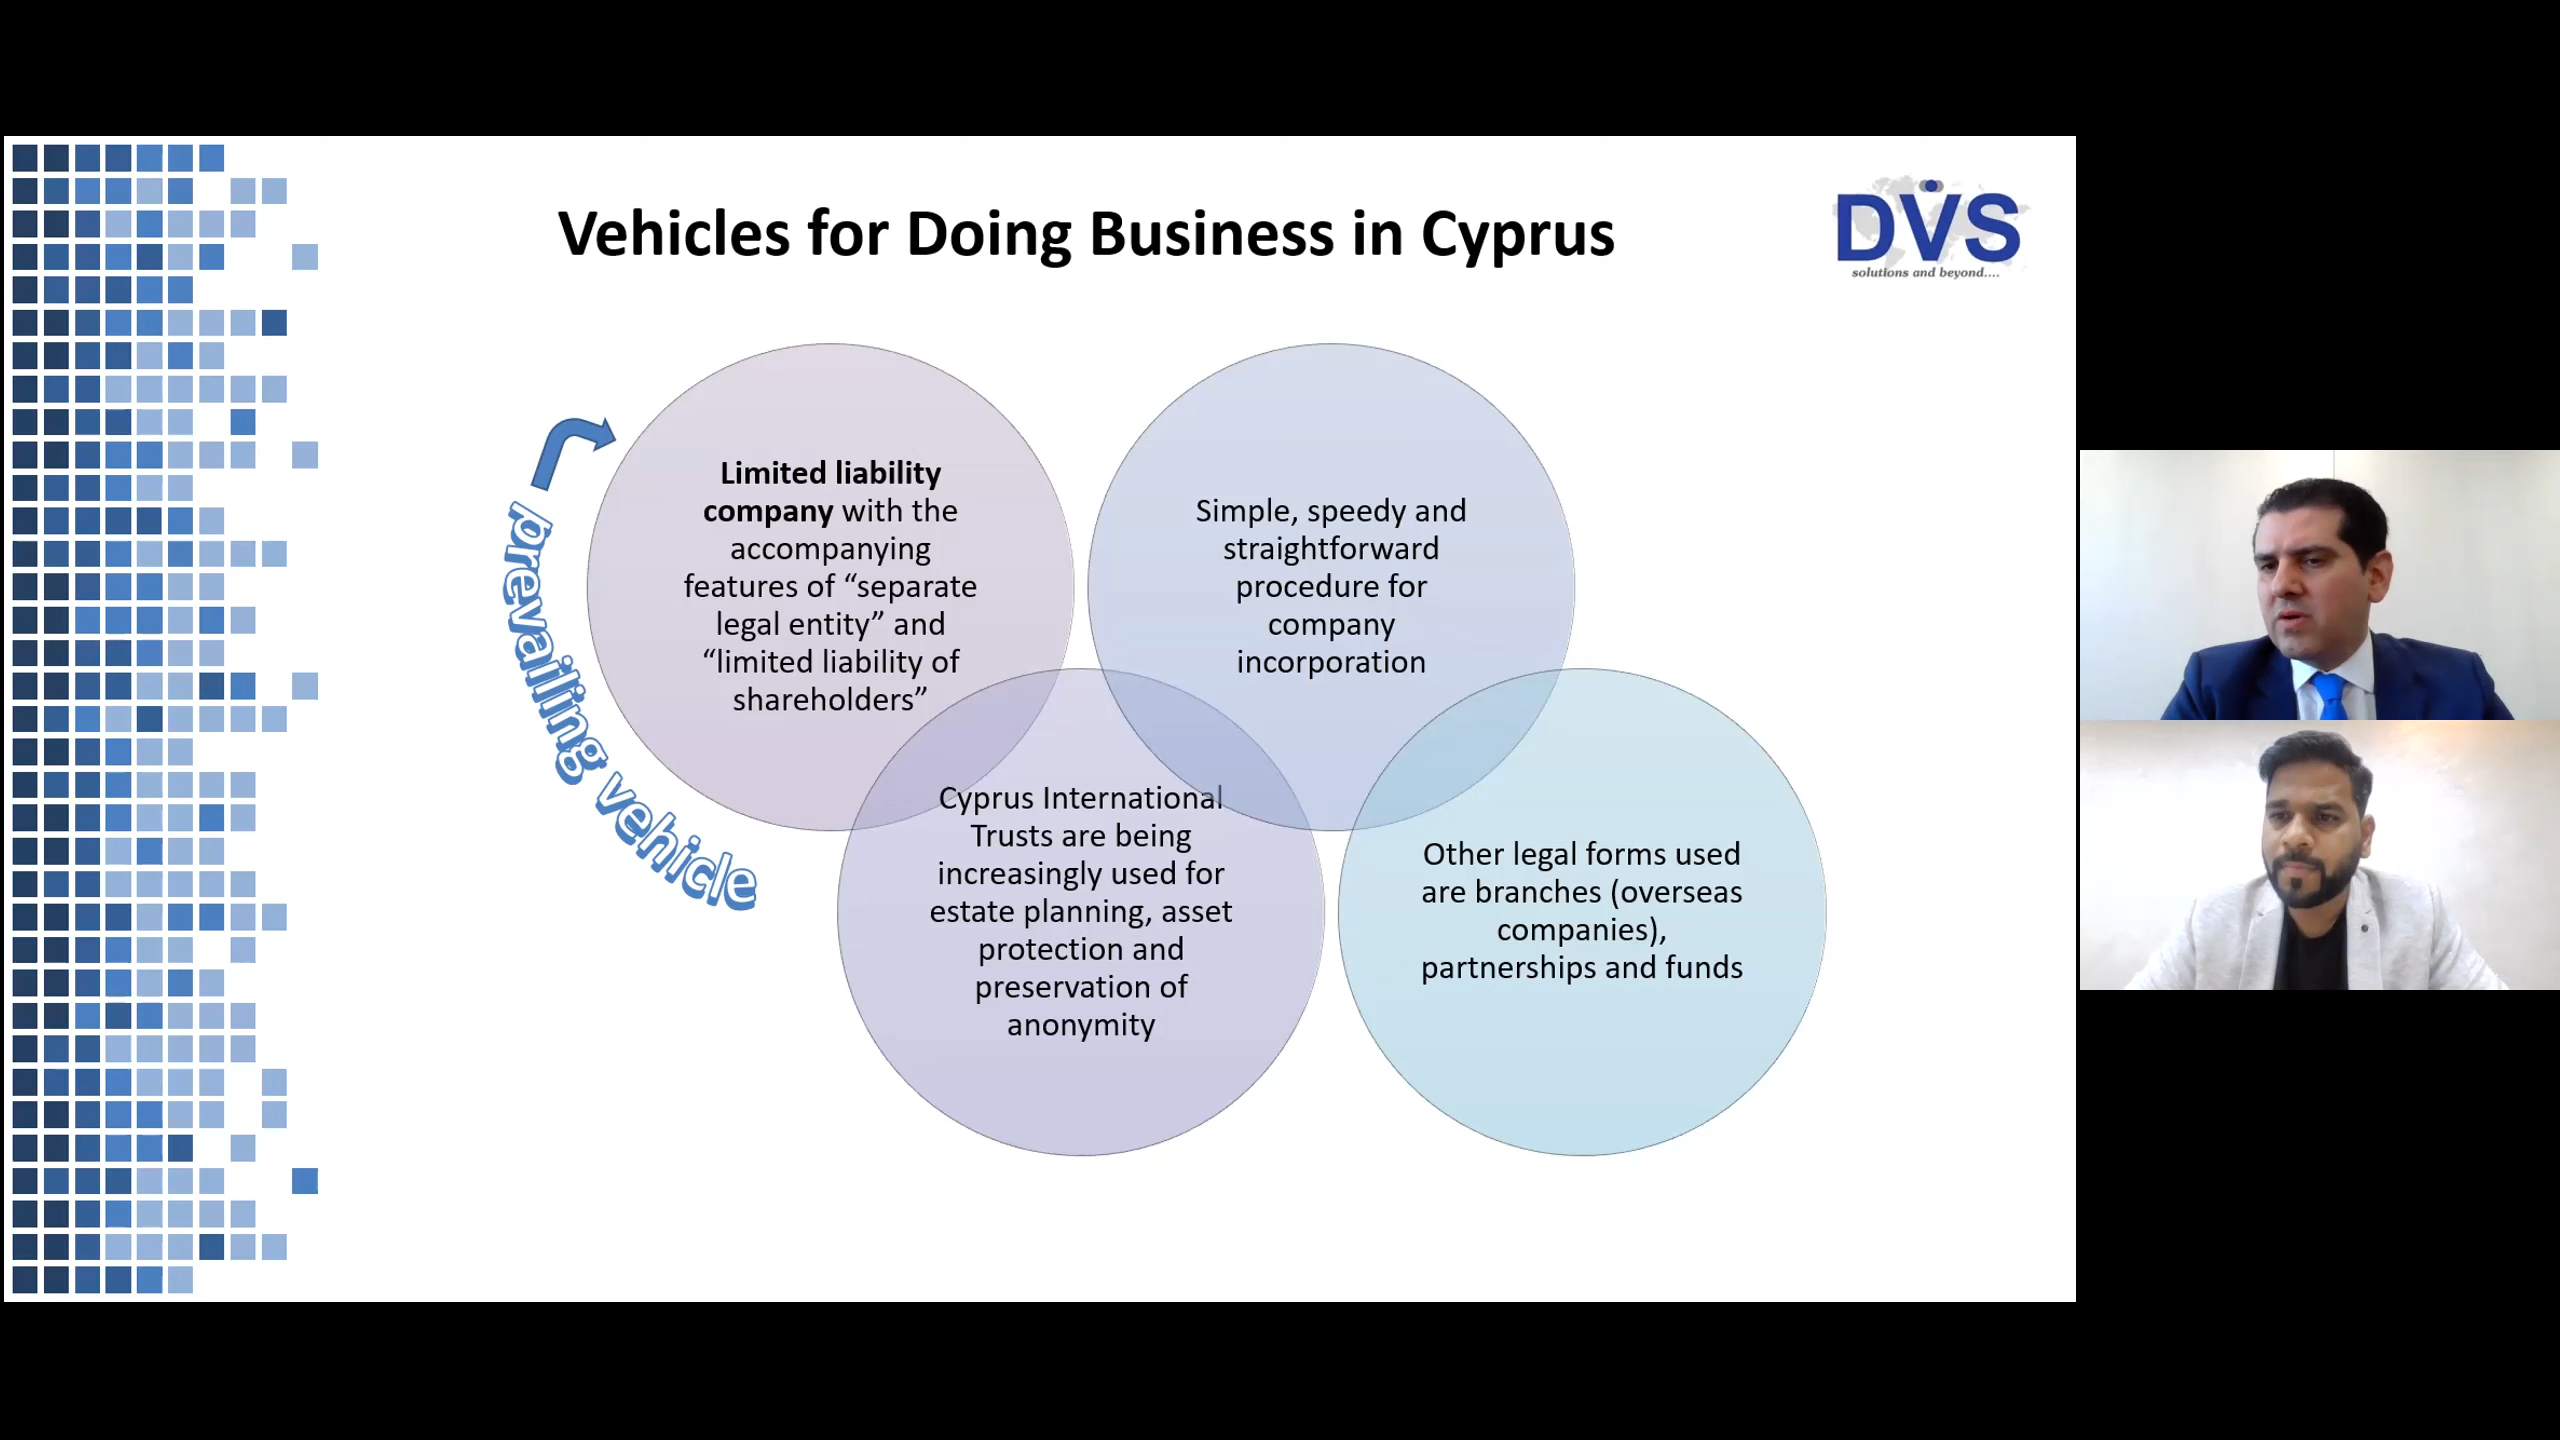 Vehicles for Doing Business in Cyprus
DVS
solutions and beyond....
prevailing vehicle
Limited liability
company with the
accompanying
features of “separate
legal entity” and
“limited liability of
shareholders”
Simple, speedy and
straightforward
procedure for
company
incorporation
Cyprus International
Trusts are being
increasingly used for
estate planning, asset
protection and
preservation of
anonymity
Other legal forms used
are branches (overseas
companies),
partnerships and funds